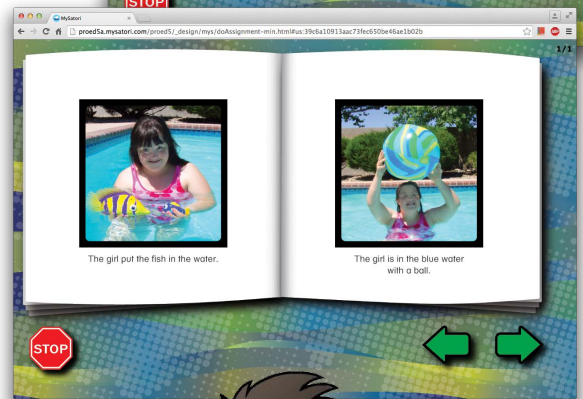 STOP
MySatori
proed5a.mysatori.com/proed5/_design/mys/doAssignment-min.html#us:39c6a10913aac73fec650be46ae1b02b
1/1
The girl put the fish in the water.
The girl is in the blue water
with a ball.
STOP